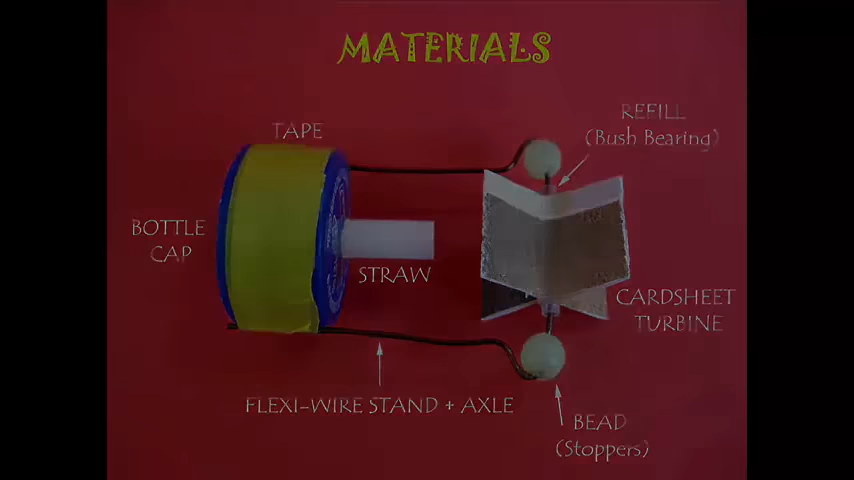 MATERIALS
TAPE
REFILL
(Bush Bearing)
BOTTLE
CAP
STRAW
CARDSHEET
TURBINE
FLEXI-WIRE STAND + AXLE
BEAD
(Stoppers)